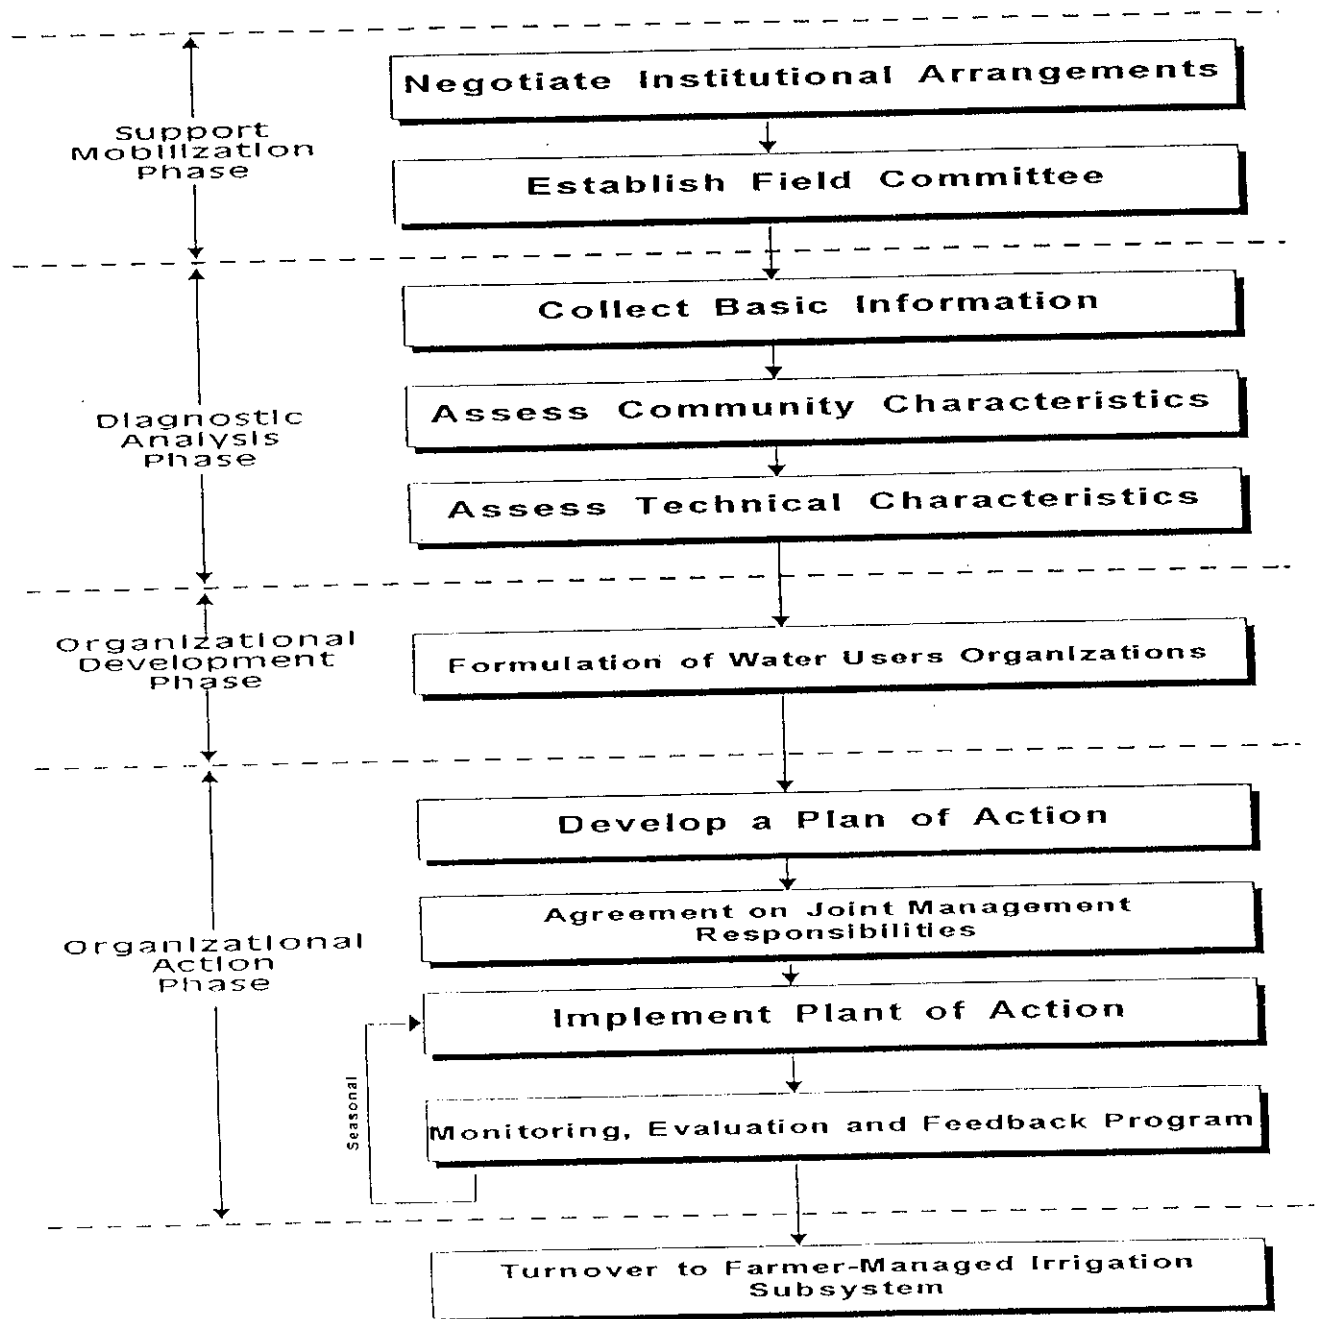 Negotiate Institutional Arrangements
Support
Mobilization
Phase
Establish Field Committee
Collect Basic Information
Assess Community Characteristics
Diagnostic
Analysis
Phase
Assess Technical Characteristics
Organizational
Development
Phase
Formulation of Water Users Organizations
Develop a Plan of Action
Agreement on Joint Management
Responsibilities
Organizational
Action
Phase
Implement Plant of Action
Seasonal
Monitoring, Evaluation and Feedback Program
Turnover to Farmer-Managed Irrigation
Subsystem